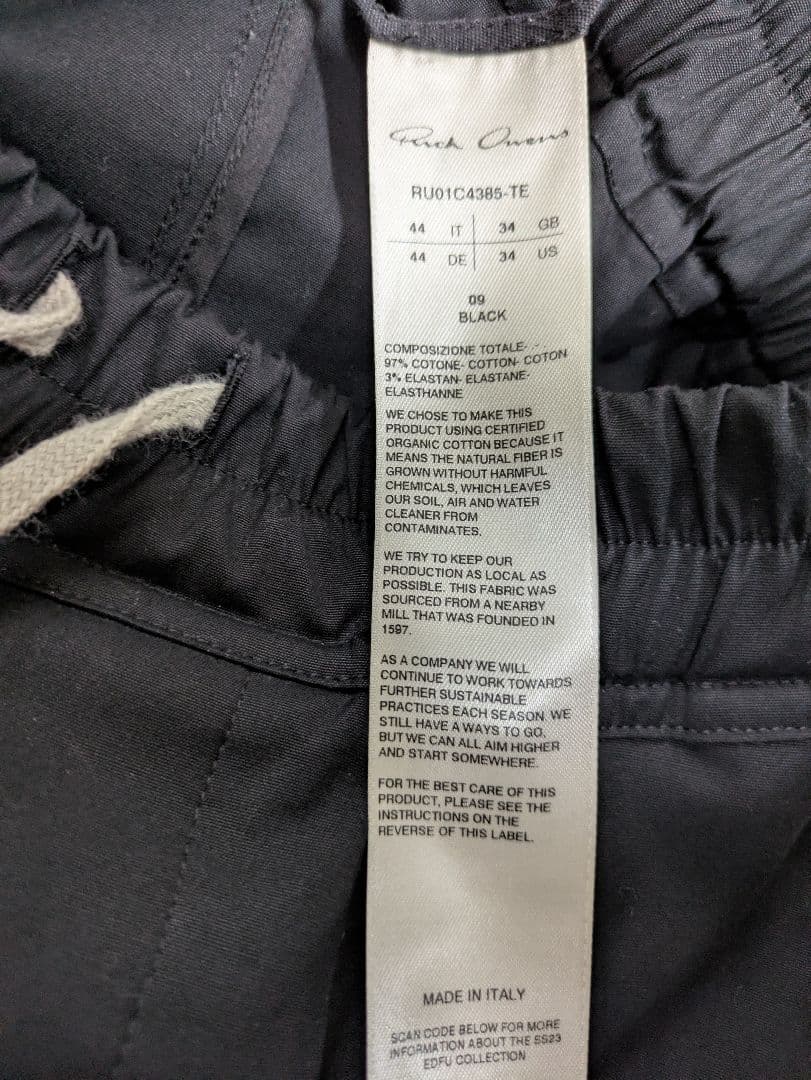 Rick Owens
RU01C4385-TE
44 IT 34 GB
44 DE 34 US
09
BLACK
COMPOSIZIONE TOTALE-
97% COTONE- COTTON- COTON
3% ELASTAN- ELASTANE-
ELASTHANNE
WE CHOSE TO MAKE THIS
PRODUCT USING CERTIFIED
ORGANIC COTTON BECAUSE IT
MEANS THE NATURAL FIBER IS
GROWN WITHOUT HARMFUL
CHEMICALS, WHICH LEAVES
OUR SOIL, AIR AND WATER
CLEANER FROM
CONTAMINATES.
WE TRY TO KEEP OUR
PRODUCTION AS LOCAL AS
POSSIBLE. THIS FABRIC WAS
SOURCED FROM A NEARBY
MILL THAT WAS FOUNDED IN
1597.
AS A COMPANY WE WILL
CONTINUE TO WORK TOWARDS
FURTHER SUSTAINABLE
PRACTICES EACH SEASON. WE
STILL HAVE A WAYS TO GO,
BUT WE CAN ALL AIM HIGHER
AND START SOMEWHERE.
FOR THE BEST CARE OF THIS
PRODUCT, PLEASE SEE THE
INSTRUCTIONS ON THE
REVERSE OF THIS LABEL.
MADE IN ITALY
SCAN CODE BELOW FOR MORE
INFORMATION ABOUT THE SS23
EDFU COLLECTION